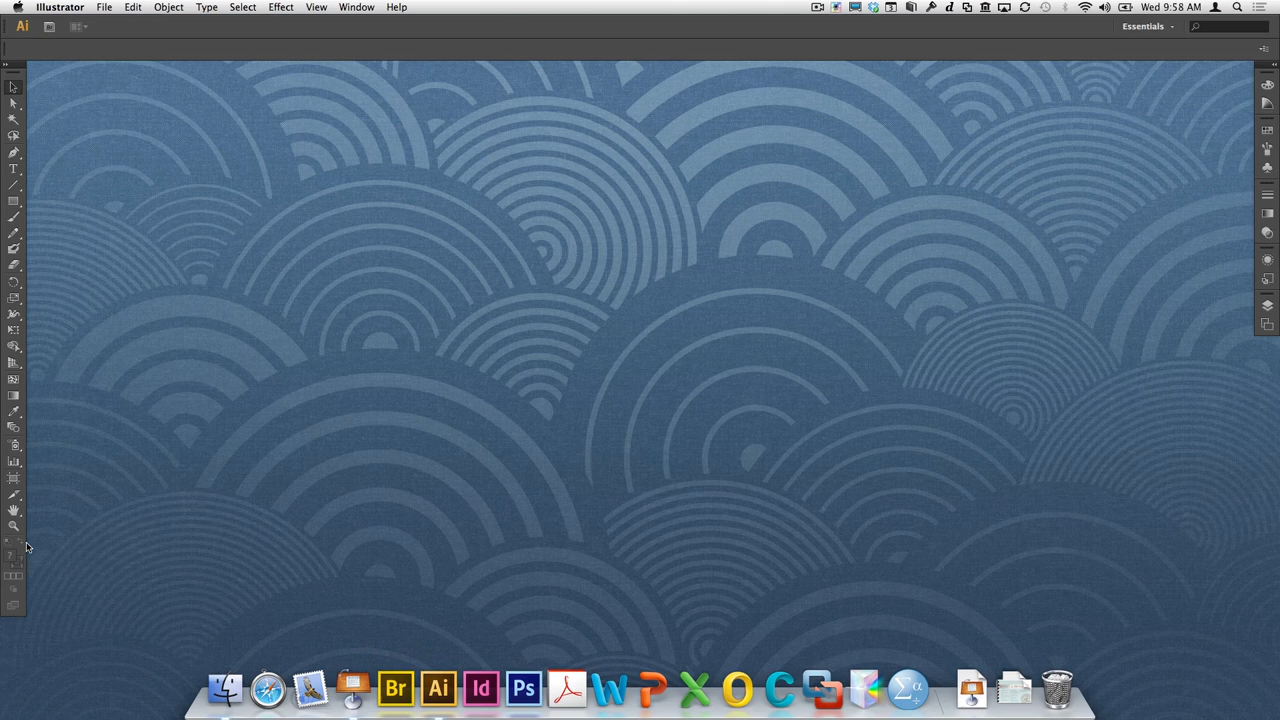 Illustrator File Edit Object Type Select Effect View Window Help
Wed 9:58 AM
Ai
Essentials
Br Ai Id Ps W P X O C Σα